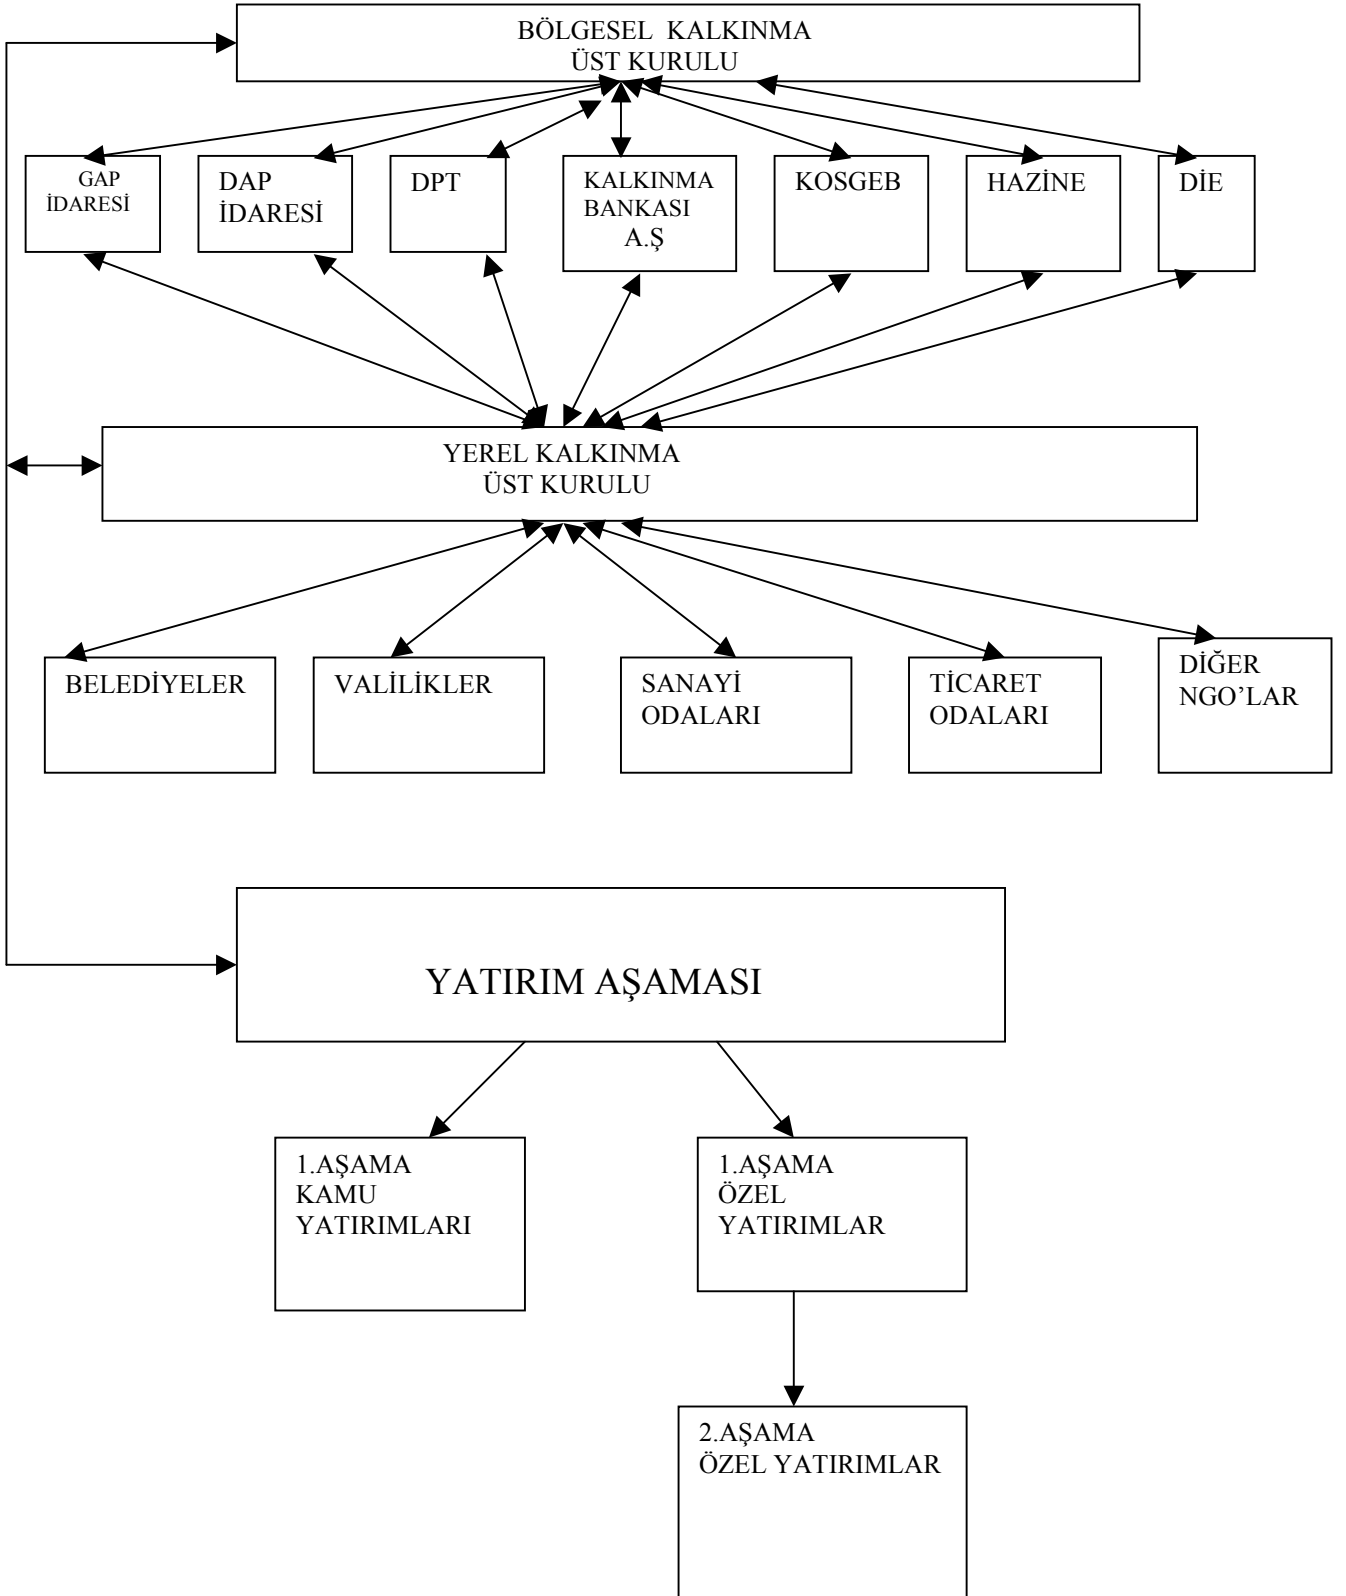 BÖLGESEL KALKINMA
ÜST KURULU
GAP
İDARESİ
DAP
İDARESİ
DPT
KALKINMA
BANKASI
A.Ş
KOSGEB
HAZİNE
DİE
YEREL KALKINMA
ÜST KURULU
BELEDİYELER
VALİLİKLER
SANAYİ
ODALARI
TİCARET
ODALARI
DİĞER
NGO’LAR
YATIRIM AŞAMASI
1.AŞAMA
KAMU
YATIRIMLARI
1.AŞAMA
ÖZEL
YATIRIMLAR
2.AŞAMA
ÖZEL YATIRIMLAR